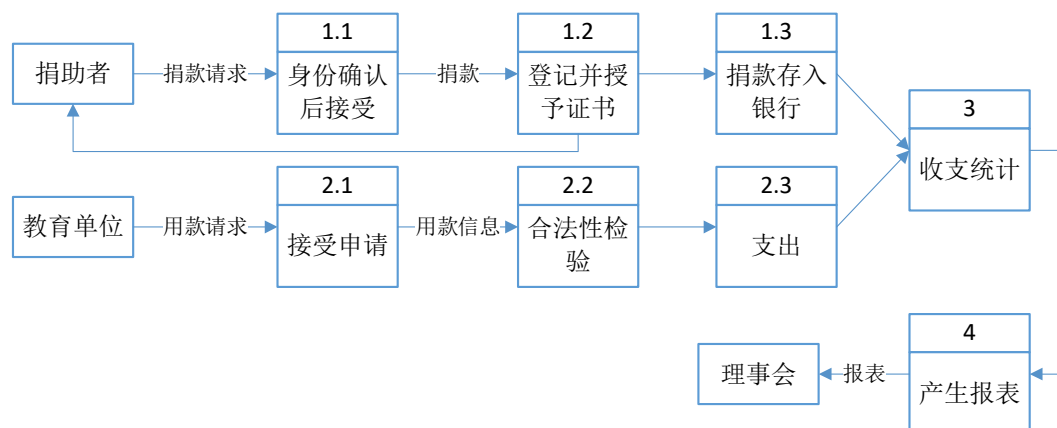 1.1
1.2
1.3
捐助者
捐款请求
身份确认
后接受
捐款
登记并授
予证书
捐款存入
银行
3
收支统计
2.1
2.2
2.3
教育单位
用款请求
接受申请
用款信息
合法性检
验
支出
4
理事会
报表
产生报表